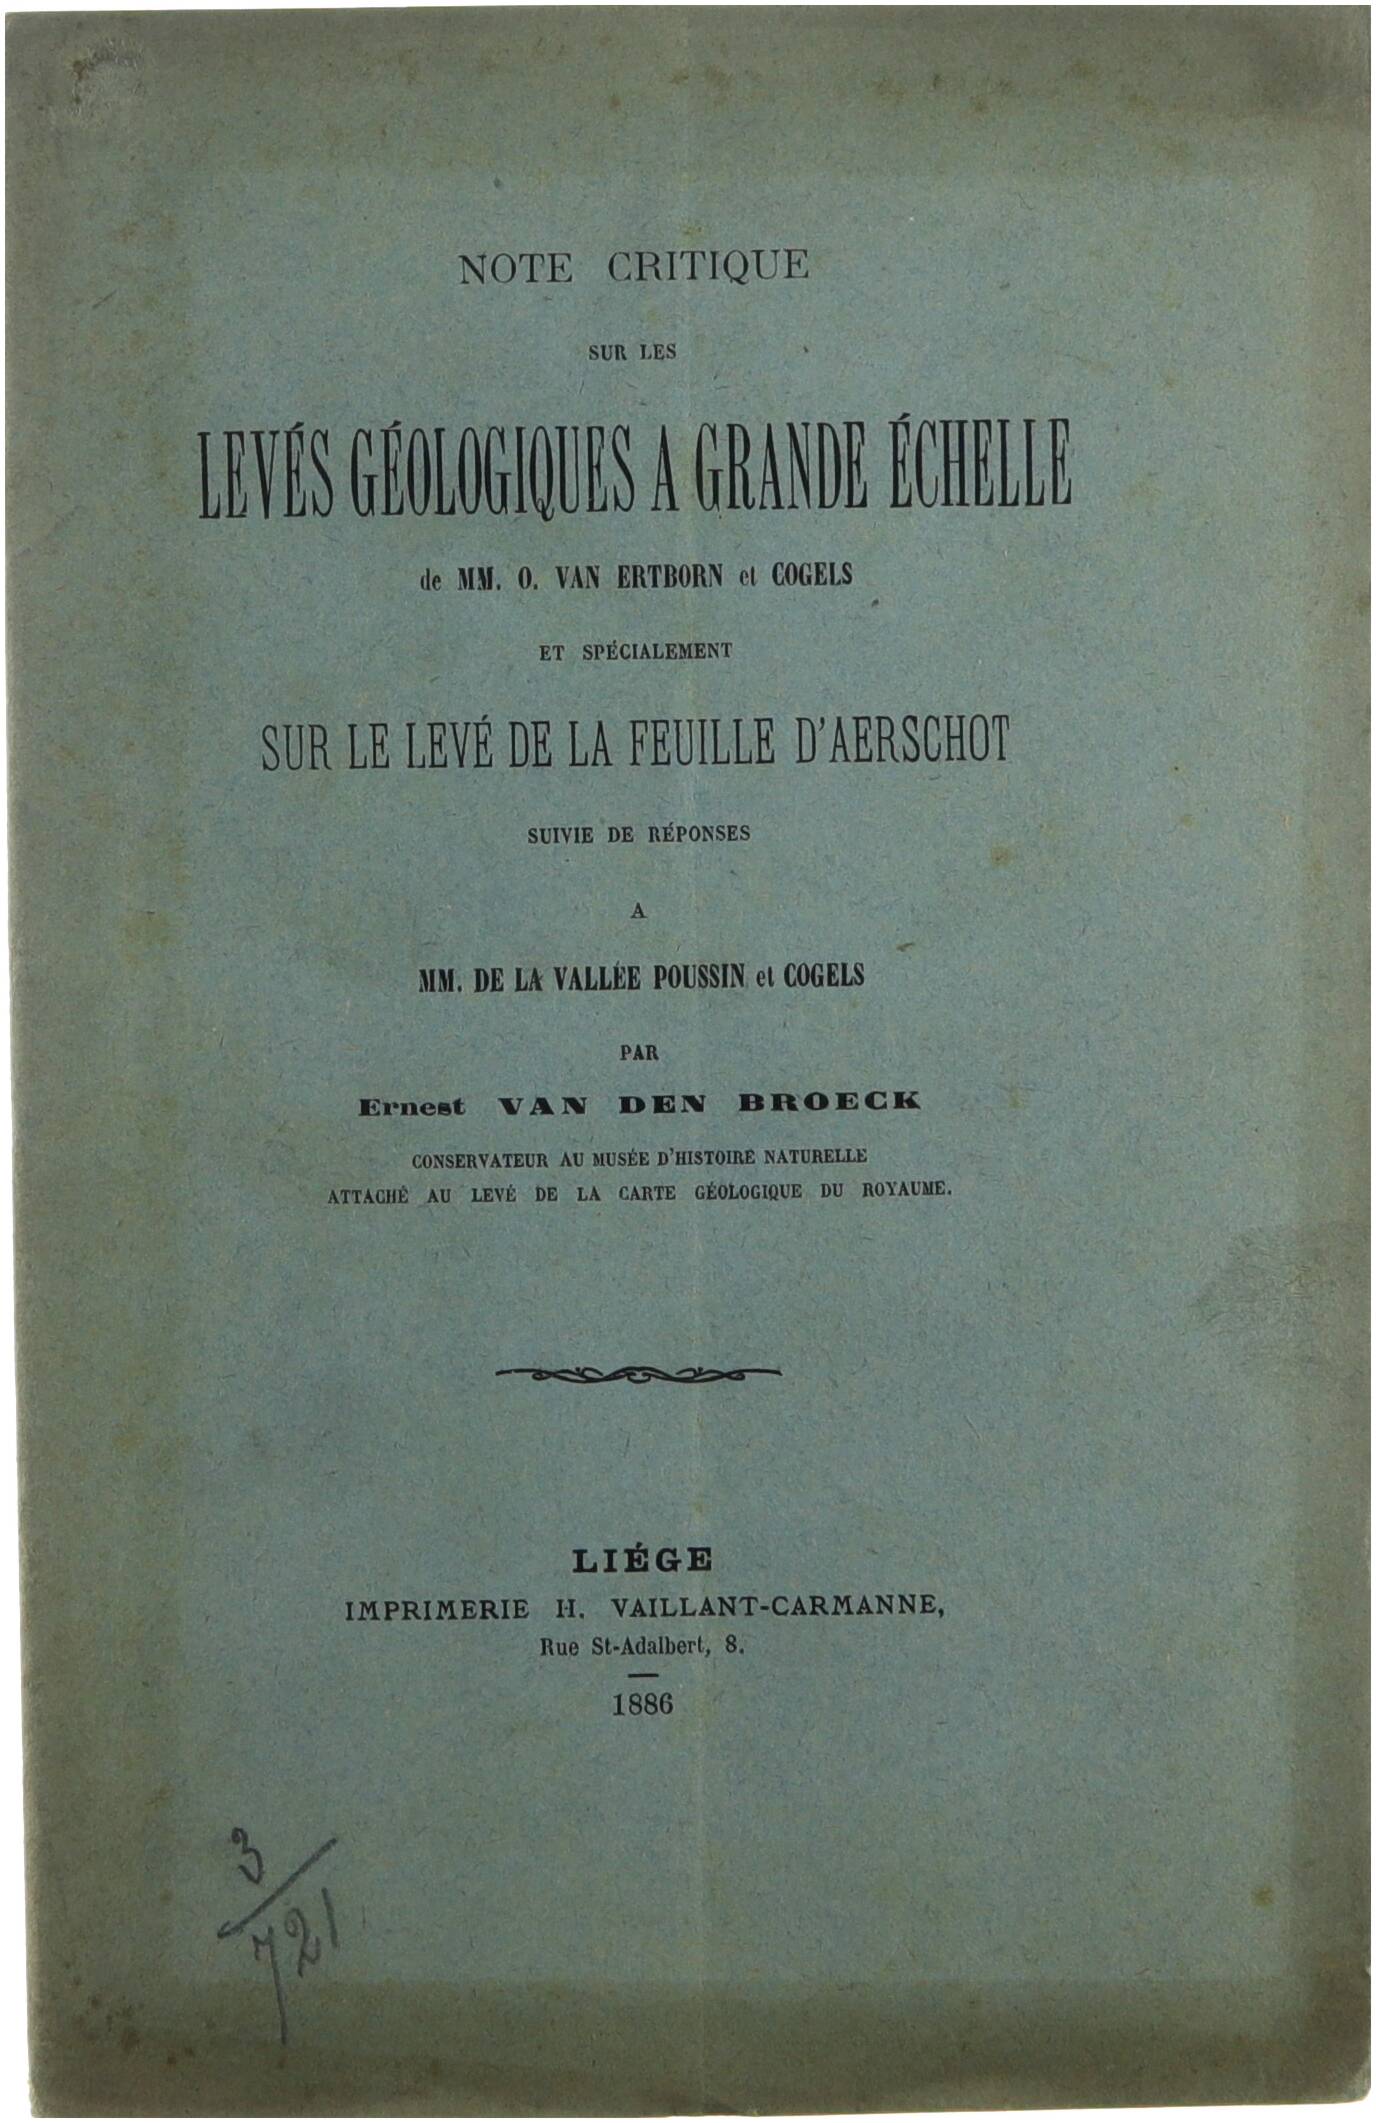 NOTE CRITIQUE
SUR LES
LEVÉS GÉOLOGIQUES A GRANDE ÉCHELLE
de MM. O. VAN ERTBORN et COGELS
ET SPÉCIALEMENT
SUR LE LEVÉ DE LA FEUILLE D'AERSCHOT
SUIVIE DE RÉPONSES
A
MM. DE LA VALLÉE POUSSIN et COGELS
PAR
Ernest VAN DEN BROECK
CONSERVATEUR AU MUSÉE D'HISTOIRE NATURELLE
ATTACHÉ AU LEVÉ DE LA CARTE GÉOLOGIQUE DU ROYAUME.
LIÉGE
IMPRIMERIE H. VAILLANT-CARMANNE,
Rue St-Adalbert, 8.
1886
3/721